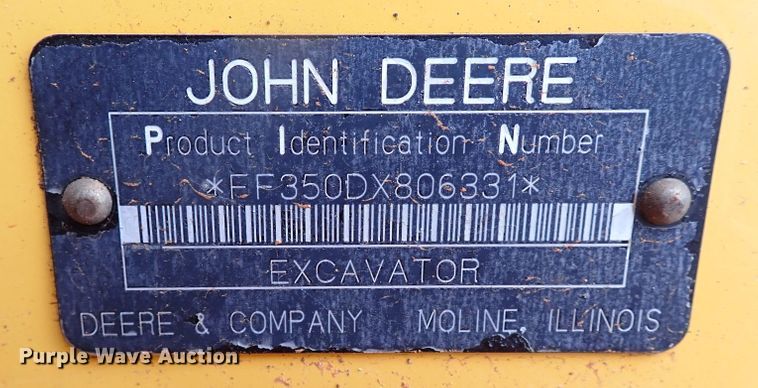 JOHN DEERE
Product Identification Number
*FF350DX806331*
EXCAVATOR
DEERE & COMPANY MOLINE, ILLINOIS
Purple Wave Auction